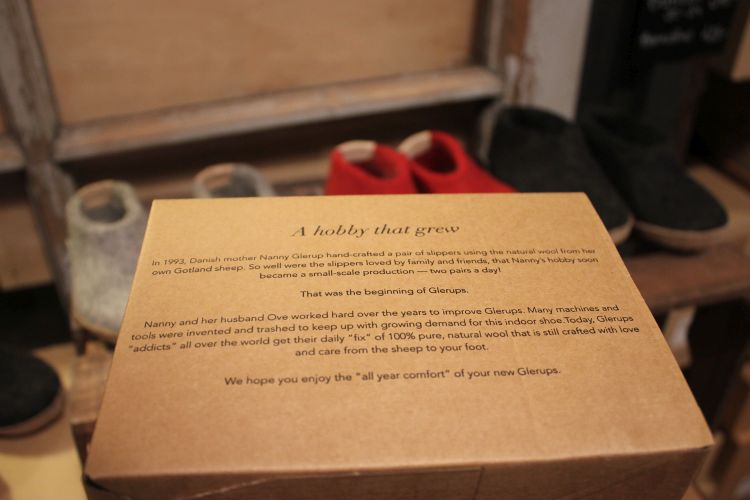 A hobby that grew
In 1993, Danish mother Nanny Glerup hand-crafted a pair of slippers using the natural wool from her
own Gotland sheep. So well were the slippers loved by family and friends, that Nanny's hobby soon
became a small-scale production — two pairs a day!
That was the beginning of Glerups.
Nanny and her husband Ove worked hard over the years to improve Glerups. Many machines and
tools were invented and trashed to keep up with growing demand for this indoor shoe.Today, Glerups
"addicts" all over the world get their daily "fix" of 100% pure, natural wool that is still crafted with love
and care from the sheep to your foot.
We hope you enjoy the "all year comfort" of your new Glerups.